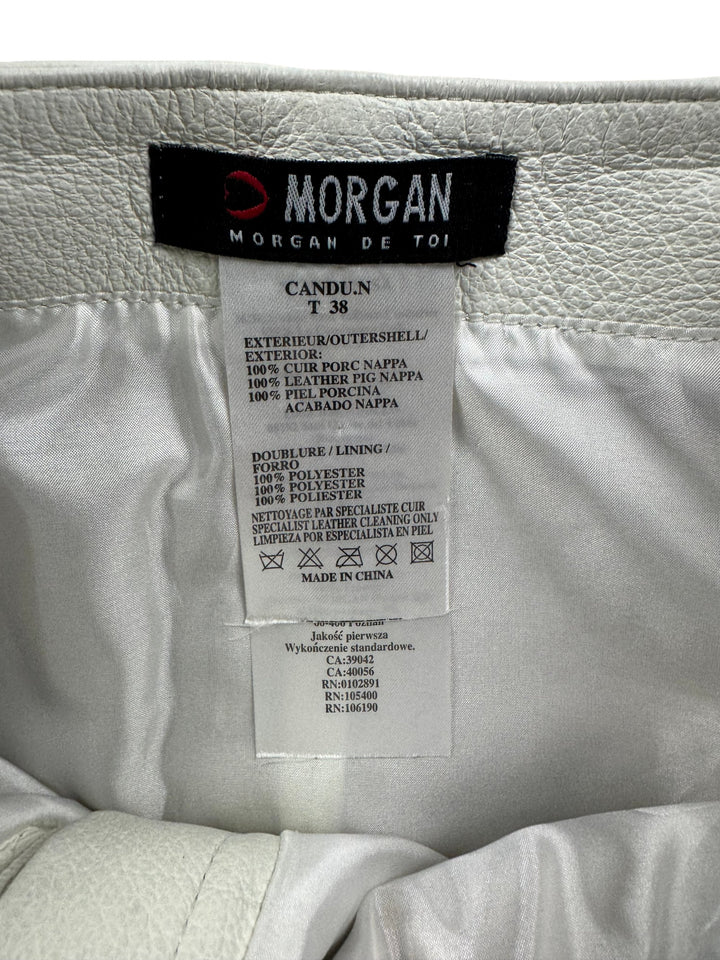 MORGAN
MORGAN DE TOI
CANDU.N
T 38
EXTERIEUR/OUTERSHELL/
EXTERIOR:
100% CUIR PORC NAPPA
100% LEATHER PIG NAPPA
100% PIEL PORCINA
ACABADO NAPPA
DOUBLURE / LINING /
FORRO
100% POLYESTER
100% POLYESTER
100% POLIESTER
NETTOYAGE PAR SPECIALISTE CUIR
SPECIALIST LEATHER CLEANING ONLY
LIMPIEZA POR ESPECIALISTA EN PIEL
MADE IN CHINA
Poznan
Jakość pierwsza
Wykończenie standardowe.
CA:39042
CA:40056
RN:0102891
RN:105400
RN:106190